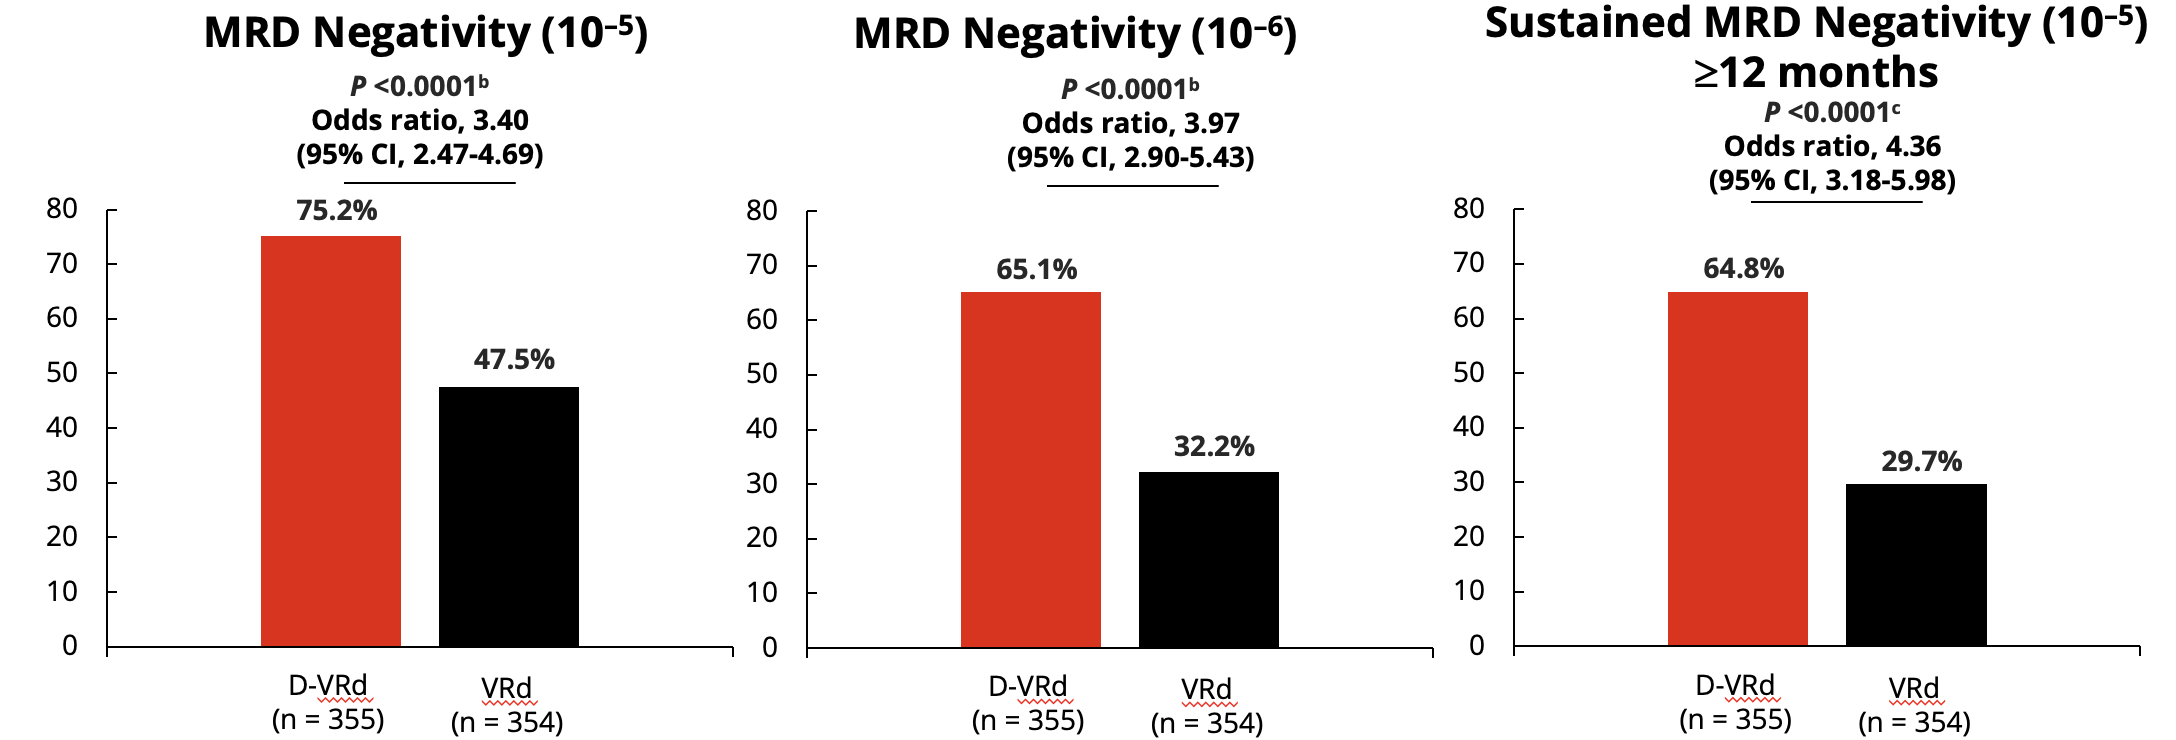 MRD Negativity (10⁻⁵)
P <0.0001ᵇ
Odds ratio, 3.40
(95% CI, 2.47-4.69)
80
70
60
50
40
30
20
10
0
75.2%
47.5%
D-VRd
(n = 355)
VRd
(n = 354)
MRD Negativity (10⁻⁶)
P <0.0001ᵇ
Odds ratio, 3.97
(95% CI, 2.90-5.43)
80
70
60
50
40
30
20
10
0
65.1%
32.2%
D-VRd
(n = 355)
VRd
(n = 354)
Sustained MRD Negativity (10⁻⁵)
≥12 months
P <0.0001ᶜ
Odds ratio, 4.36
(95% CI, 3.18-5.98)
80
70
60
50
40
30
20
10
0
64.8%
29.7%
D-VRd
(n = 355)
VRd
(n = 354)